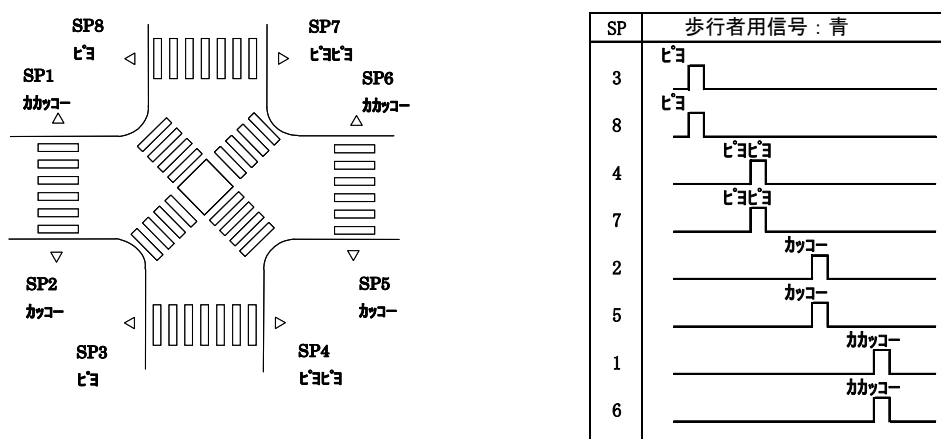 SP8
ピヨ
SP7
ピヨピヨ
SP1
カカッコー
SP6
カカッコー
SP2
カッコー
SP5
カッコー
SP3
ピヨ
SP4
ピヨピヨ
SP 歩行者用信号：青
3 ピヨ
8 ピヨ
4 ピヨピヨ
7 ピヨピヨ
2 カッコー
5 カッコー
1 カカッコー
6 カカッコー